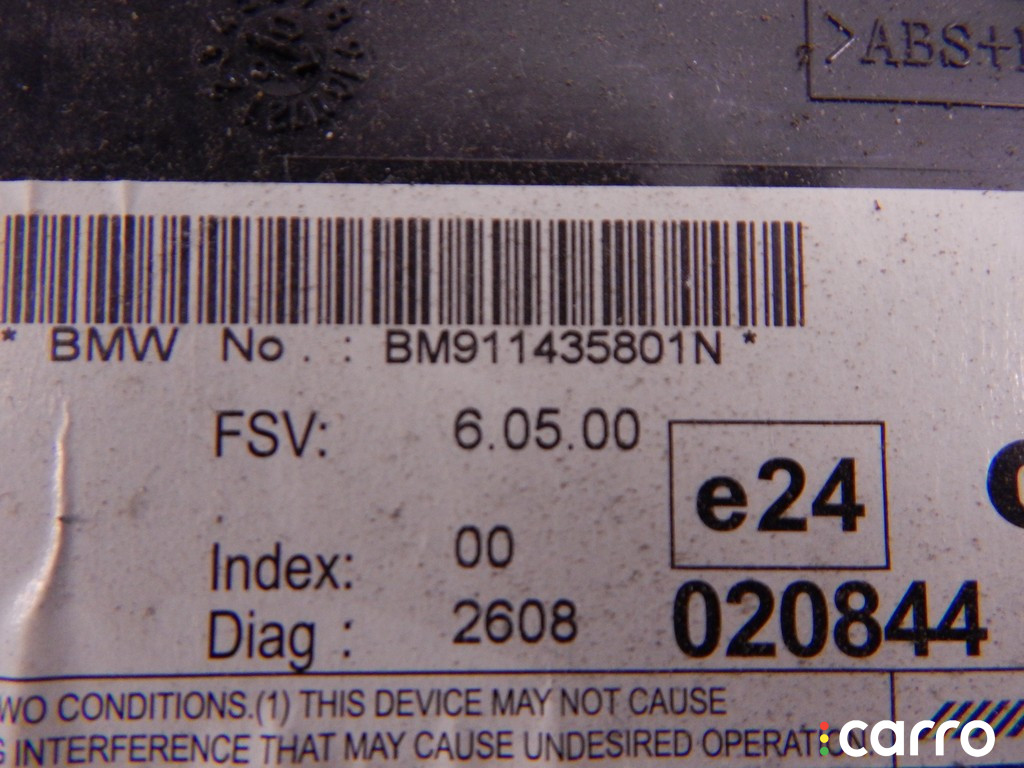 >ABS+
* BMW No. : BM911435801N *
FSV: 6.05.00
e24
Index: 00
Diag : 2608
020844
WO CONDITIONS.(1) THIS DEVICE MAY NOT CAUSE
INTERFERENCE THAT MAY CAUSE UNDESIRED OPERAT
carro